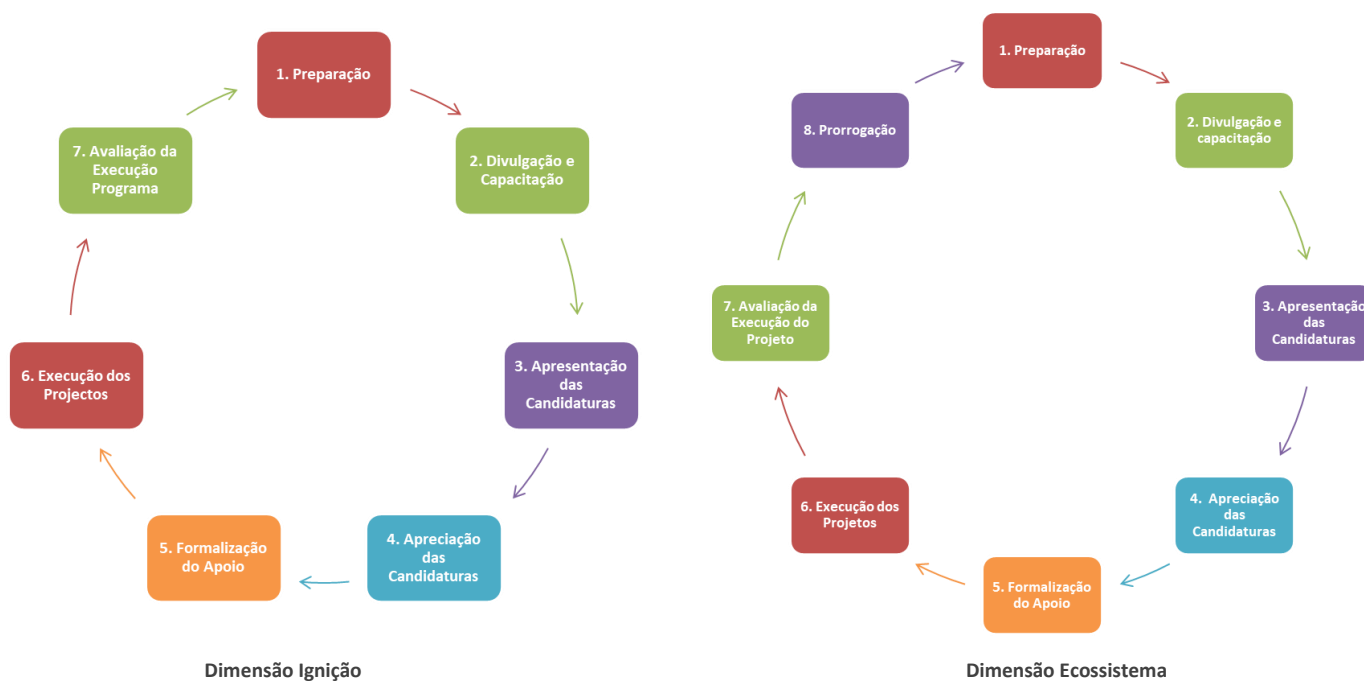 1. Preparação
2. Divulgação e
Capacitação
3. Apresentação
das
Candidaturas
4. Apreciação
das
Candidaturas
5. Formalização
do Apoio
6. Execução dos
Projectos
7. Avaliação da
Execução
Programa
Dimensão Ignição
1. Preparação
2. Divulgação e
capacitação
3. Apresentação
das
Candidaturas
4. Apreciação
das
Candidaturas
5. Formalização
do Apoio
6. Execução dos
Projetos
7. Avaliação da
Execução do
Projeto
8. Prorrogação
Dimensão Ecossistema